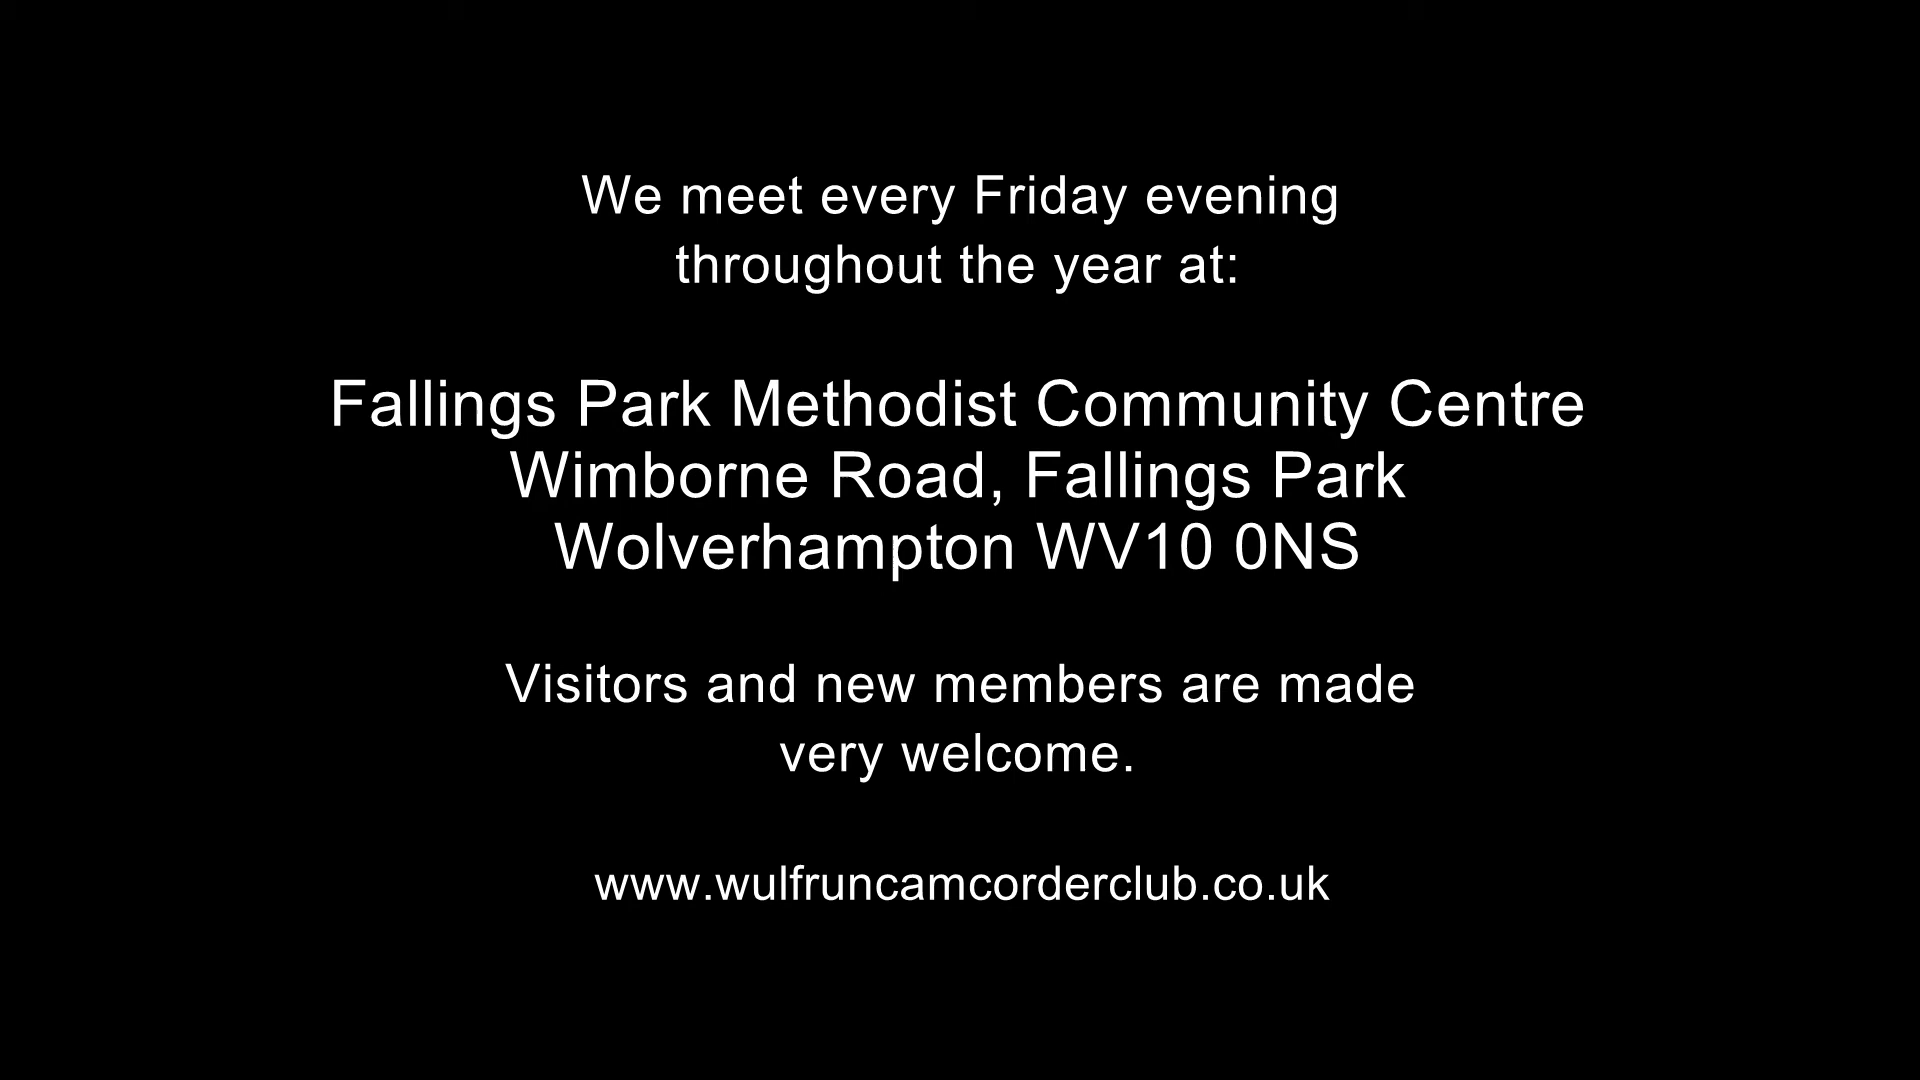 We meet every Friday evening
throughout the year at:
Fallings Park Methodist Community Centre
Wimborne Road, Fallings Park
Wolverhampton WV10 0NS
Visitors and new members are made
very welcome.
www.wulfruncamcorderclub.co.uk